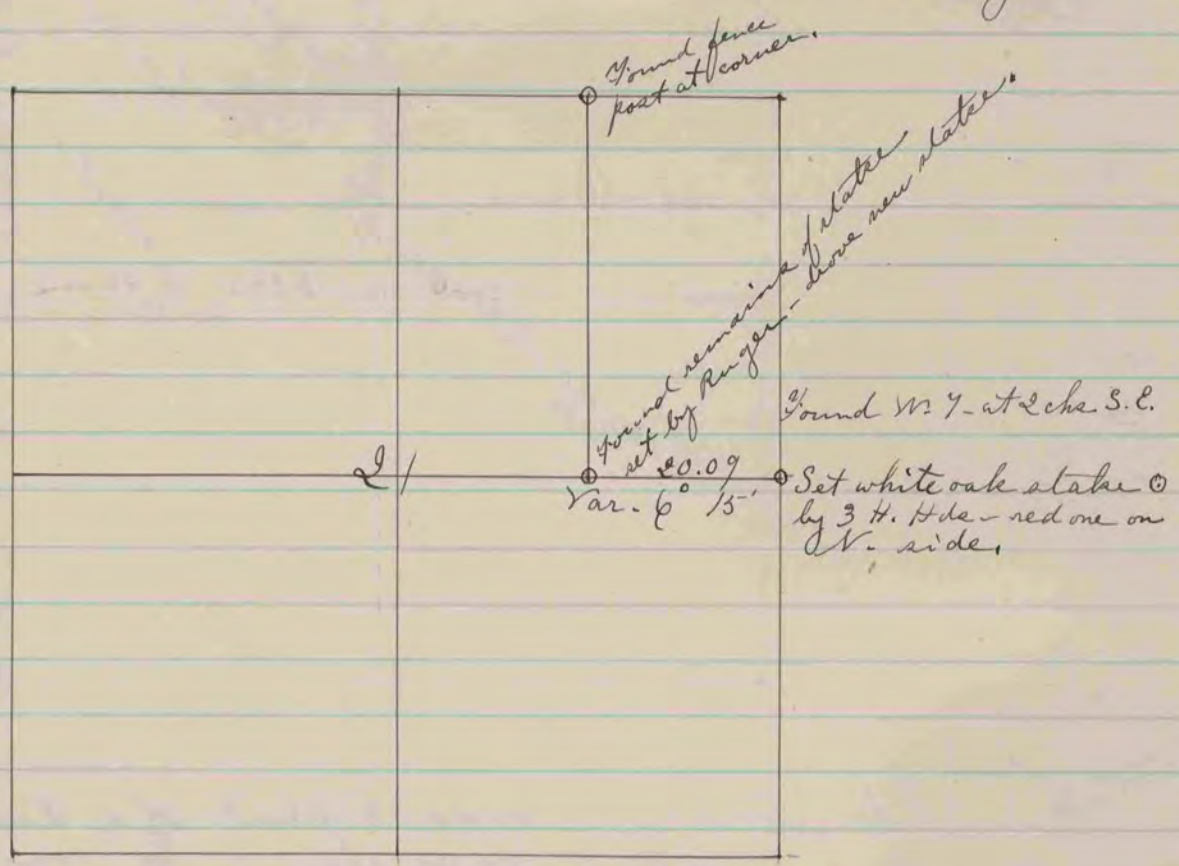 Found fence
post at corner.
Found remains of stake
set by Ruger - drove new stake.
Found No 7 - at 2 chs S.E.
21
20.09
Var. 6° 15'
Set white oak stake ⊙
by 3 H. Hds - red one on
N. side.